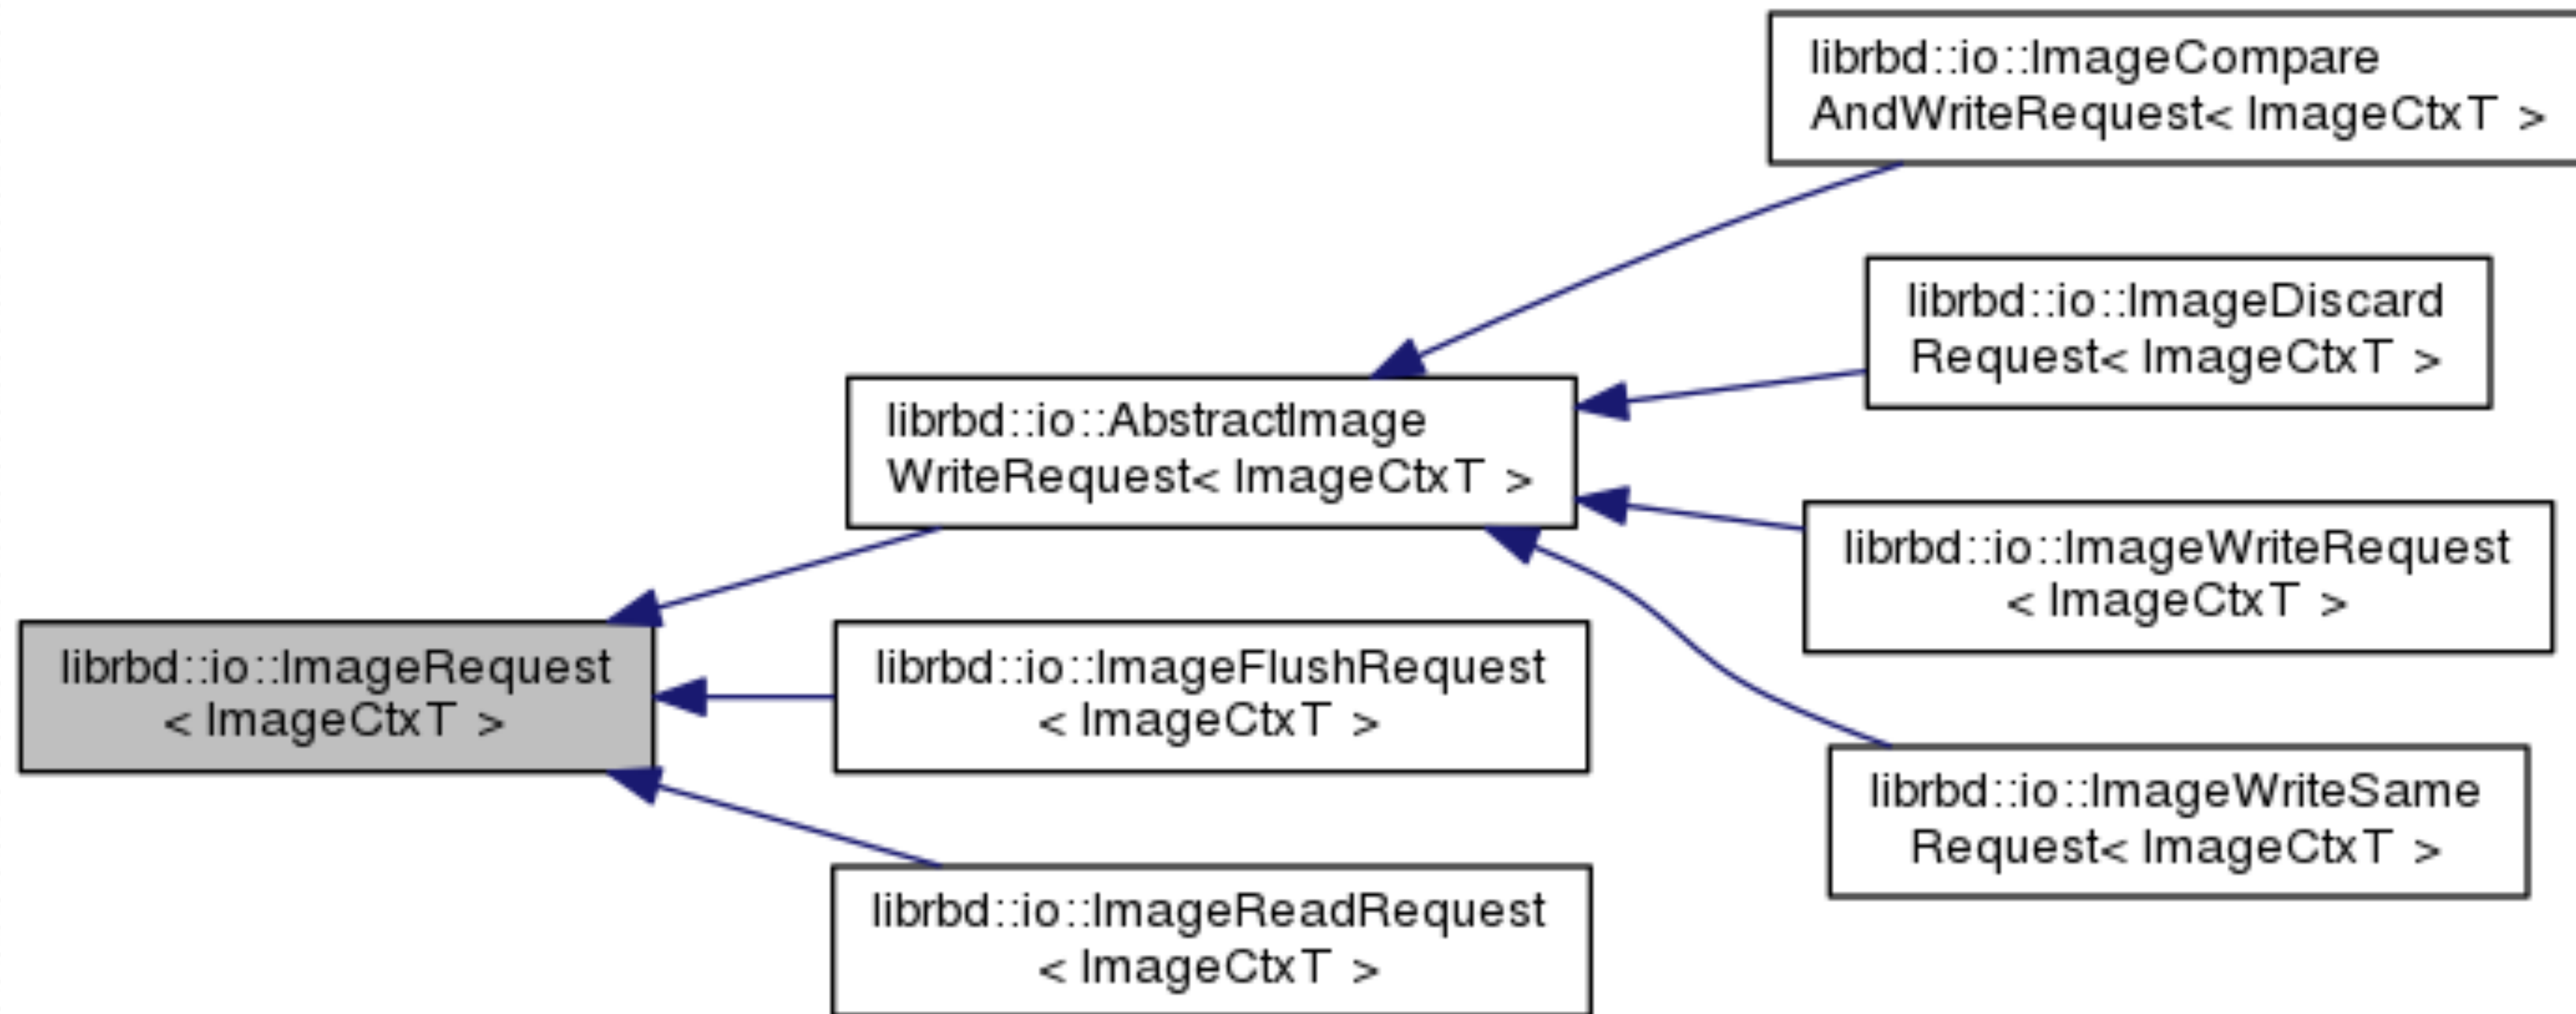 librbd::io::ImageCompare
AndWriteRequest< ImageCtxT >
librbd::io::ImageDiscard
Request< ImageCtxT >
librbd::io::AbstractImage
WriteRequest< ImageCtxT >
librbd::io::ImageWriteRequest
< ImageCtxT >
librbd::io::ImageRequest
< ImageCtxT >
librbd::io::ImageFlushRequest
< ImageCtxT >
librbd::io::ImageWriteSame
Request< ImageCtxT >
librbd::io::ImageReadRequest
< ImageCtxT >